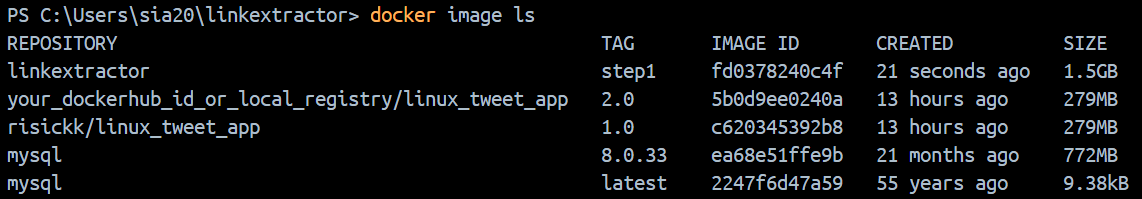 PS C:\Users\sia20\linkextractor> docker image ls
REPOSITORY TAG IMAGE ID CREATED SIZE
linkextractor step1 fd0378240c4f 21 seconds ago 1.5GB
your_dockerhub_id_or_local_registry/linux_tweet_app 2.0 5b0d9ee0240a 13 hours ago 279MB
risickk/linux_tweet_app 1.0 c620345392b8 13 hours ago 279MB
mysql 8.0.33 ea68e51ffe9b 21 months ago 772MB
mysql latest 2247f6d47a59 55 years ago 9.38kB